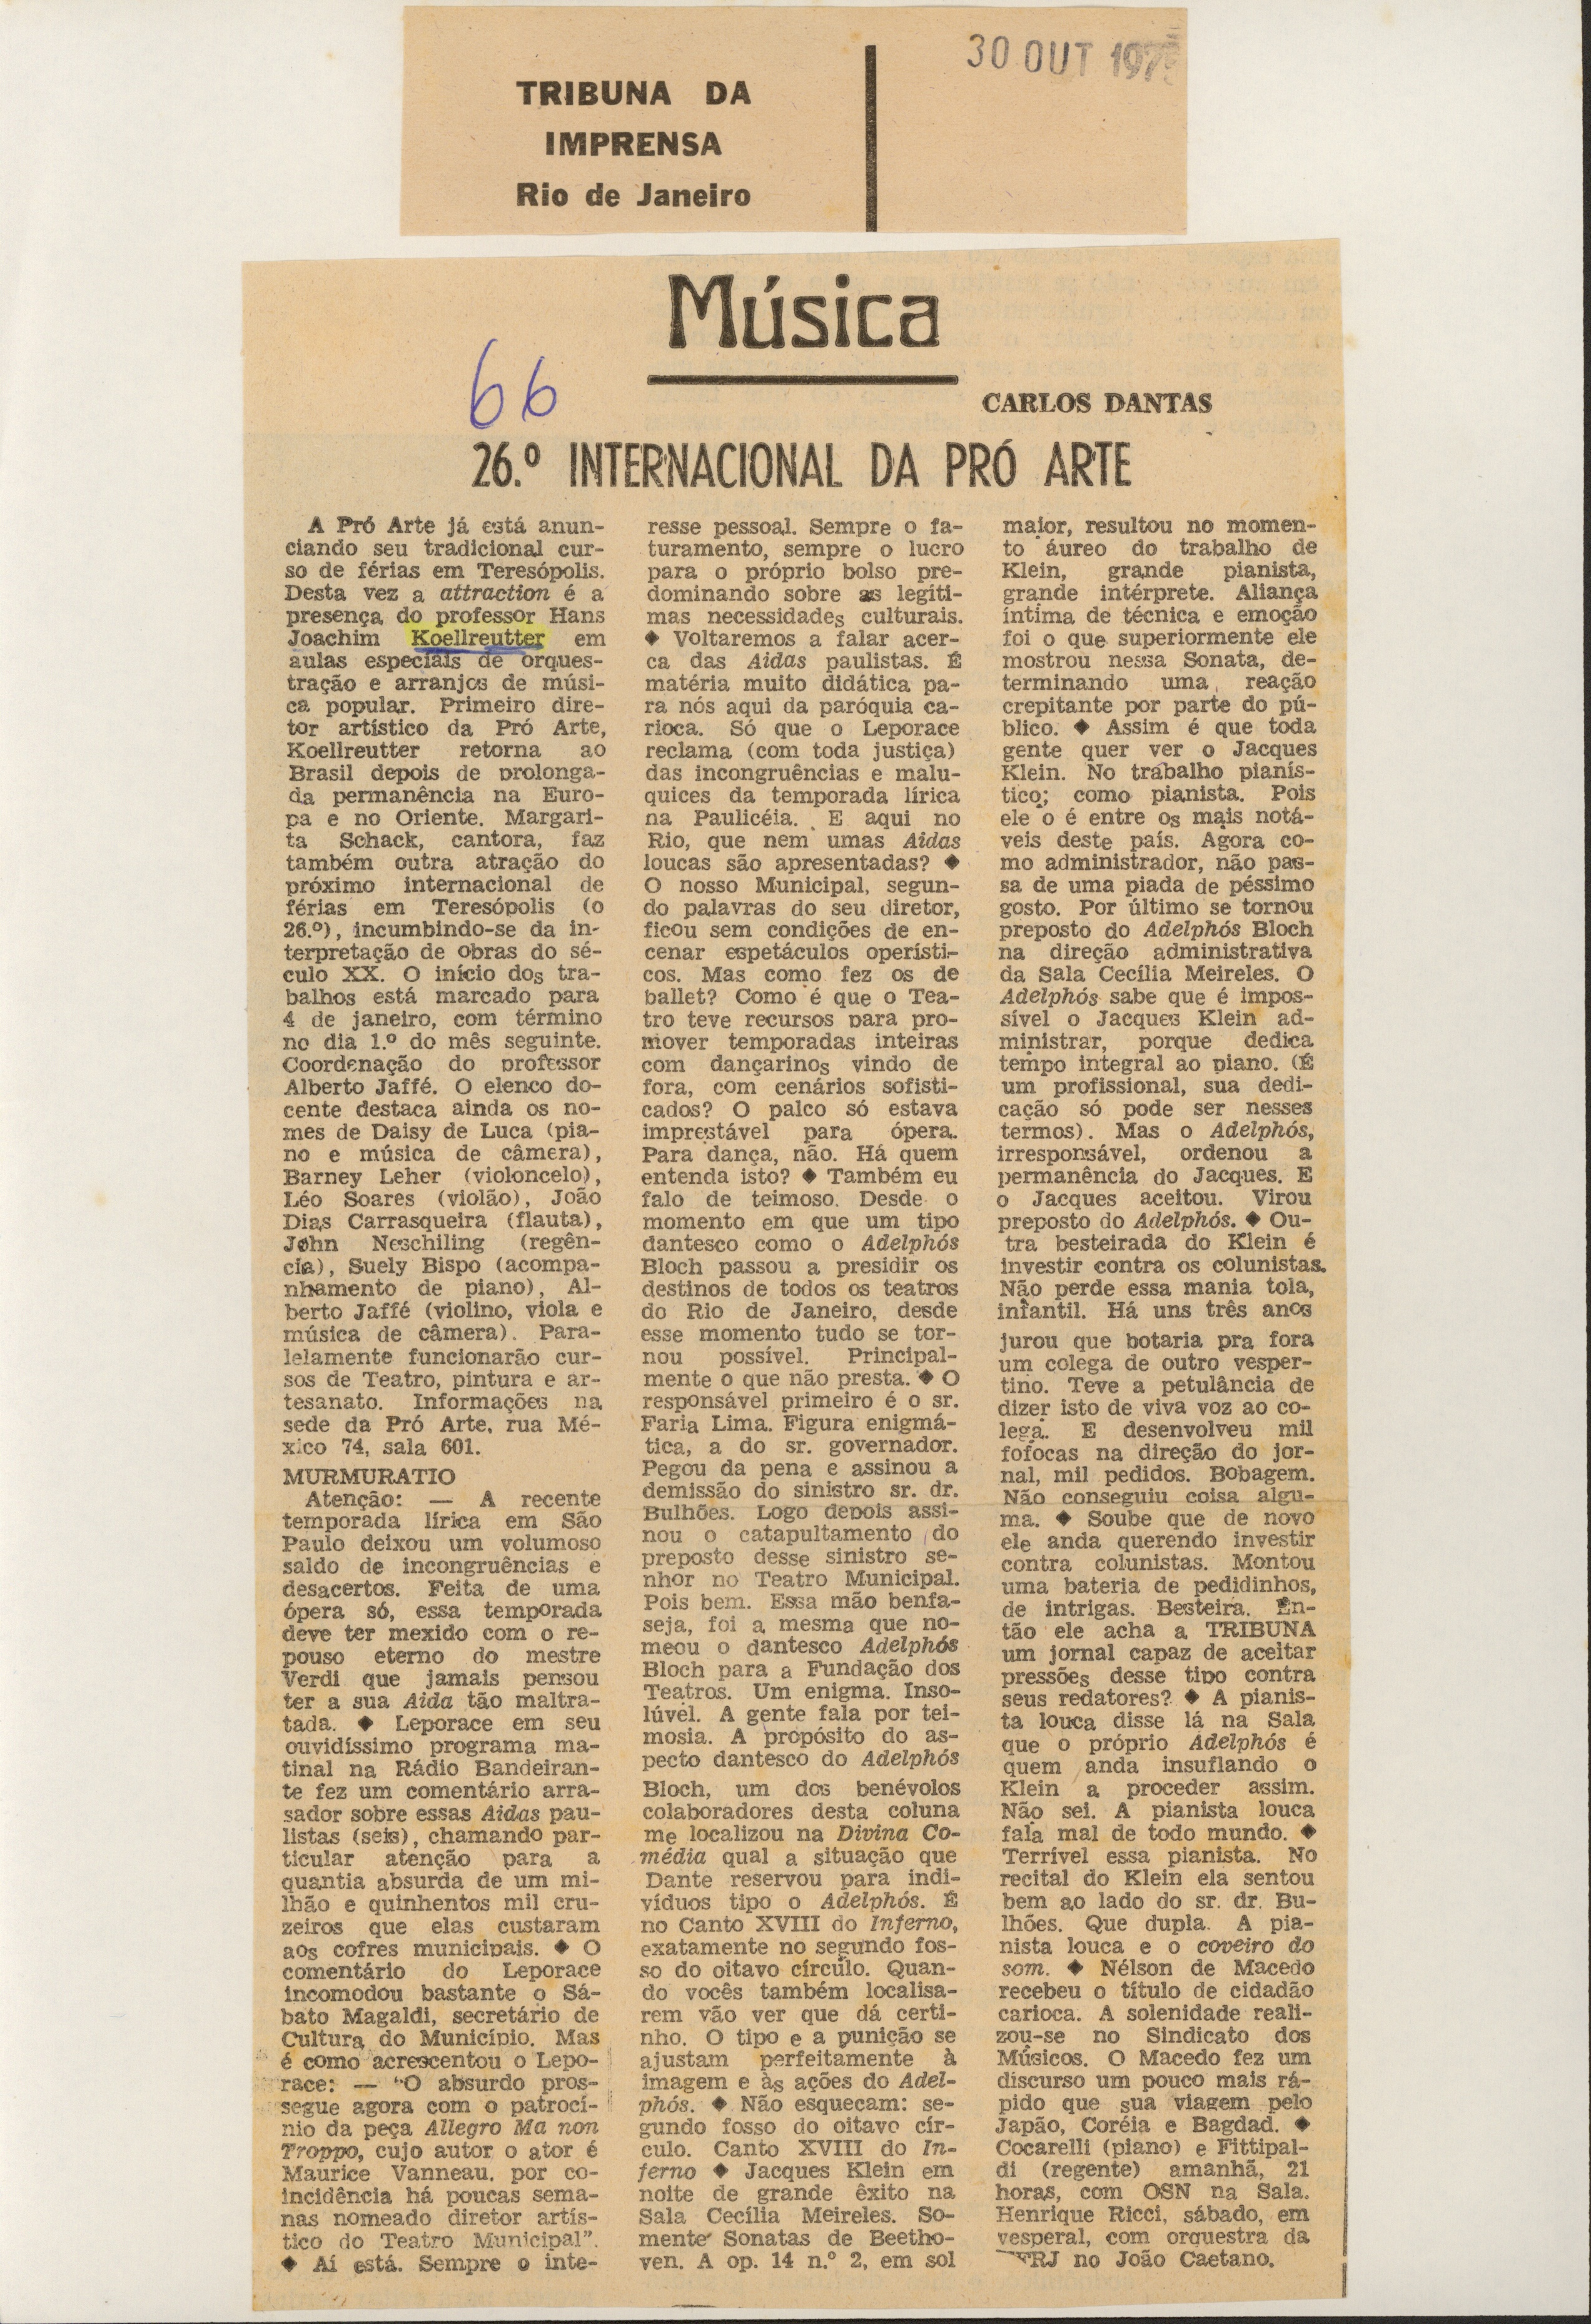 TRIBUNA DA
IMPRENSA
Rio de Janeiro
30 OUT 197
Música
66
CARLOS DANTAS
26.º INTERNACIONAL DA PRÓ ARTE
A Pró Arte já está anun-
ciando seu tradicional cur-
so de férias em Teresópolis.
Desta vez a attraction é a
presença do professor Hans
Joachim Koellreutter em
aulas especiais de orques-
tração e arranjos de músi-
ca popular. Primeiro dire-
tor artístico da Pró Arte,
Koellreutter retorna ao
Brasil depois de prolonga-
da permanência na Euro-
pa e no Oriente. Margari-
ta Schack, cantora, faz
também outra atração do
próximo internacional de
férias em Teresópolis (o
26.º), incumbindo-se da in-
terpretação de obras do sé-
culo XX. O início dos tra-
balhos está marcado para
4 de janeiro, com término
no dia 1.º do mês seguinte.
Coordenação do professor
Alberto Jaffé. O elenco do-
cente destaca ainda os no-
mes de Daisy de Luca (pia-
no e música de câmera),
Barney Leher (violoncelo),
Léo Soares (violão), João
Dias Carrasqueira (flauta),
John Neschiling (regên-
cia), Suely Bispo (acompa-
nhamento de piano), Al-
berto Jaffé (violino, viola e
música de câmera). Para-
lelamente funcionarão cur-
sos de Teatro, pintura e ar-
tesanato. Informações na
sede da Pró Arte, rua Mé-
xico 74, sala 601.
MURMURATIO
Atenção: — A recente
temporada lírica em São
Paulo deixou um volumoso
saldo de incongruências e
desacertos. Feita de uma
ópera só, essa temporada
deve ter mexido com o re-
pouso eterno do mestre
Verdi que jamais pensou
ter a sua Aida tão maltra-
tada. ◆ Leporace em seu
ouvidíssimo programa ma-
tinal na Rádio Bandeiran-
te fez um comentário arra-
sador sobre essas Aidas pau-
listas (seis), chamando par-
ticular atenção para a
quantia absurda de um mi-
lhão e quinhentos mil cru-
zeiros que elas custaram
aos cofres municipais. ◆ O
comentário do Leporace
incomodou bastante o Sá-
bato Magaldi, secretário de
Cultura do Município. Mas
é como acrescentou o Lepo-
race: — "O absurdo pros-
segue agora com o patrocí-
nio da peça Allegro Ma non
Troppo, cujo autor o ator é
Maurice Vanneau, por co-
incidência há poucas sema-
nas nomeado diretor artís-
tico do Teatro Municipal".
◆ Aí está. Sempre o inte-
resse pessoal. Sempre o fa-
turamento, sempre o lucro
para o próprio bolso pre-
dominando sobre as legíti-
mas necessidades culturais.
◆ Voltaremos a falar acer-
ca das Aidas paulistas. É
matéria muito didática pa-
ra nós aqui da paróquia ca-
rioca. Só que o Leporace
reclama (com toda justiça)
das incongruências e malu-
quices da temporada lírica
na Paulicéia. E aqui no
Rio, que nem umas Aidas
loucas são apresentadas? ◆
O nosso Municipal, segun-
do palavras do seu diretor,
ficou sem condições de en-
cenar espetáculos operísti-
cos. Mas como fez os de
ballet? Como é que o Tea-
tro teve recursos para pro-
mover temporadas inteiras
com dançarinos vindo de
fora, com cenários sofisti-
cados? O palco só estava
imprestável para ópera.
Para dança, não. Há quem
entenda isto? ◆ Também eu
falo de teimoso. Desde o
momento em que um tipo
dantesco como o Adelphós
Bloch passou a presidir os
destinos de todos os teatros
do Rio de Janeiro, desde
esse momento tudo se tor-
nou possível. Principal-
mente o que não presta. ◆ O
responsável primeiro é o sr.
Faria Lima. Figura enigmá-
tica, a do sr. governador.
Pegou da pena e assinou a
demissão do sinistro sr. dr.
Bulhões. Logo depois assi-
nou o catapultamento do
preposto desse sinistro se-
nhor no Teatro Municipal.
Pois bem. Essa mão benfa-
seja, foi a mesma que no-
meou o dantesco Adelphós
Bloch para a Fundação dos
Teatros. Um enigma. Inso-
lúvel. A gente fala por tei-
mosia. A propósito do as-
pecto dantesco do Adelphós
Bloch, um dos benévolos
colaboradores desta coluna
me localizou na Divina Co-
média qual a situação que
Dante reservou para indi-
víduos tipo o Adelphós. É
no Canto XVIII do Inferno,
exatamente no segundo fos-
so do oitavo círculo. Quan-
do vocês também localisa-
rem vão ver que dá certi-
nho. O tipo e a punição se
ajustam perfeitamente à
imagem e às ações do Adel-
phós. ◆ Não esqueçam: se-
gundo fosso do oitavo cír-
culo. Canto XVIII do In-
ferno ◆ Jacques Klein em
noite de grande êxito na
Sala Cecília Meireles. So-
mente Sonatas de Beetho-
ven. A op. 14 n.º 2, em sol
maior, resultou no momen-
to áureo do trabalho de
Klein, grande pianista,
grande intérprete. Aliança
íntima de técnica e emoção
foi o que superiormente ele
mostrou nessa Sonata, de-
terminando uma reação
crepitante por parte do pú-
blico. ◆ Assim é que toda
gente quer ver o Jacques
Klein. No trabalho pianís-
tico; como pianista. Pois
ele o é entre os mais notá-
veis deste país. Agora co-
mo administrador, não pas-
sa de uma piada de péssimo
gosto. Por último se tornou
preposto do Adelphós Bloch
na direção administrativa
da Sala Cecília Meireles. O
Adelphós sabe que é impos-
sível o Jacques Klein ad-
ministrar, porque dedica
tempo integral ao piano. (É
um profissional, sua dedi-
cação só pode ser nesses
termos). Mas o Adelphós,
irresponsável, ordenou a
permanência do Jacques. E
o Jacques aceitou. Virou
preposto do Adelphós. ◆ Ou-
tra besteirada do Klein é
investir contra os colunistas.
Não perde essa mania tola,
infantil. Há uns três anos
jurou que botaria pra fora
um colega de outro vesper-
tino. Teve a petulância de
dizer isto de viva voz ao co-
lega. E desenvolveu mil
fofocas na direção do jor-
nal, mil pedidos. Bobagem.
Não conseguiu coisa algu-
ma. ◆ Soube que de novo
ele anda querendo investir
contra colunistas. Montou
uma bateria de pedidinhos,
de intrigas. Besteira. En-
tão ele acha a TRIBUNA
um jornal capaz de aceitar
pressões desse tipo contra
seus redatores? ◆ A pianis-
ta louca disse lá na Sala
que o próprio Adelphós é
quem anda insuflando o
Klein a proceder assim.
Não sei. A pianista louca
fala mal de todo mundo. ◆
Terrível essa pianista. No
recital do Klein ela sentou
bem ao lado do sr. dr. Bu-
lhões. Que dupla. A pia-
nista louca e o coveiro do
som. ◆ Nélson de Macedo
recebeu o título de cidadão
carioca. A solenidade reali-
zou-se no Sindicato dos
Músicos. O Macedo fez um
discurso um pouco mais rá-
pido que sua viagem pelo
Japão, Coréia e Bagdad. ◆
Cocarelli (piano) e Fittipal-
di (regente) amanhã, 21
horas, com OSN na Sala.
Henrique Ricci, sábado, em
vesperal, com orquestra da
FRJ no João Caetano.